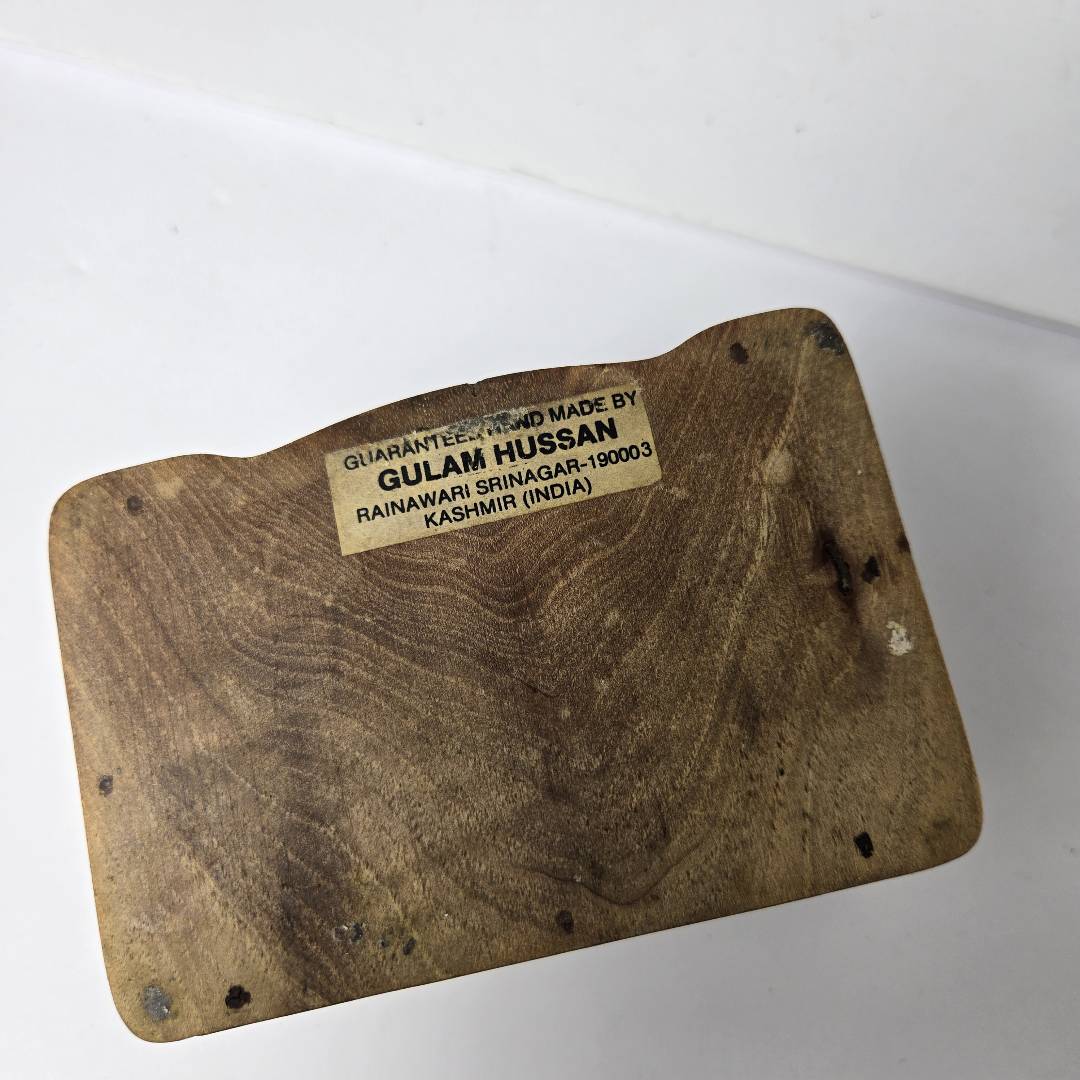 GUARANTEED HAND MADE BY
GULAM HUSSAN
RAINAWARI SRINAGAR-190003
KASHMIR (INDIA)